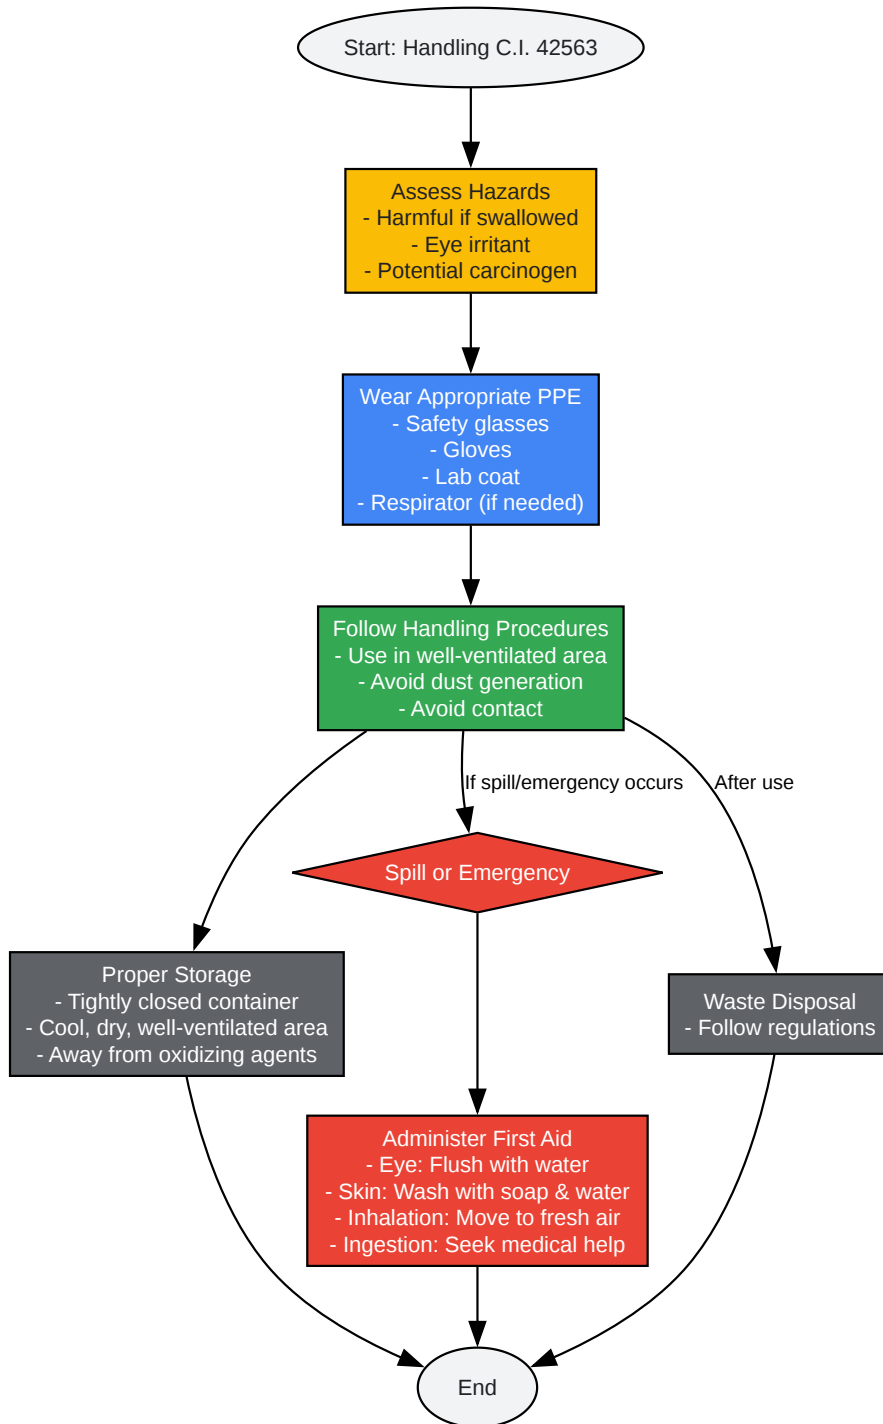 Start: Handling C.I. 42563
Assess Hazards
- Harmful if swallowed
- Eye irritant
- Potential carcinogen
Wear Appropriate PPE
- Safety glasses
- Gloves
- Lab coat
- Respirator (if needed)
Follow Handling Procedures
- Use in well-ventilated area
- Avoid dust generation
- Avoid contact
If spill/emergency occurs
After use
Spill or Emergency
Proper Storage
- Tightly closed container
- Cool, dry, well-ventilated area
- Away from oxidizing agents
Waste Disposal
- Follow regulations
Administer First Aid
- Eye: Flush with water
- Skin: Wash with soap & water
- Inhalation: Move to fresh air
- Ingestion: Seek medical help
End